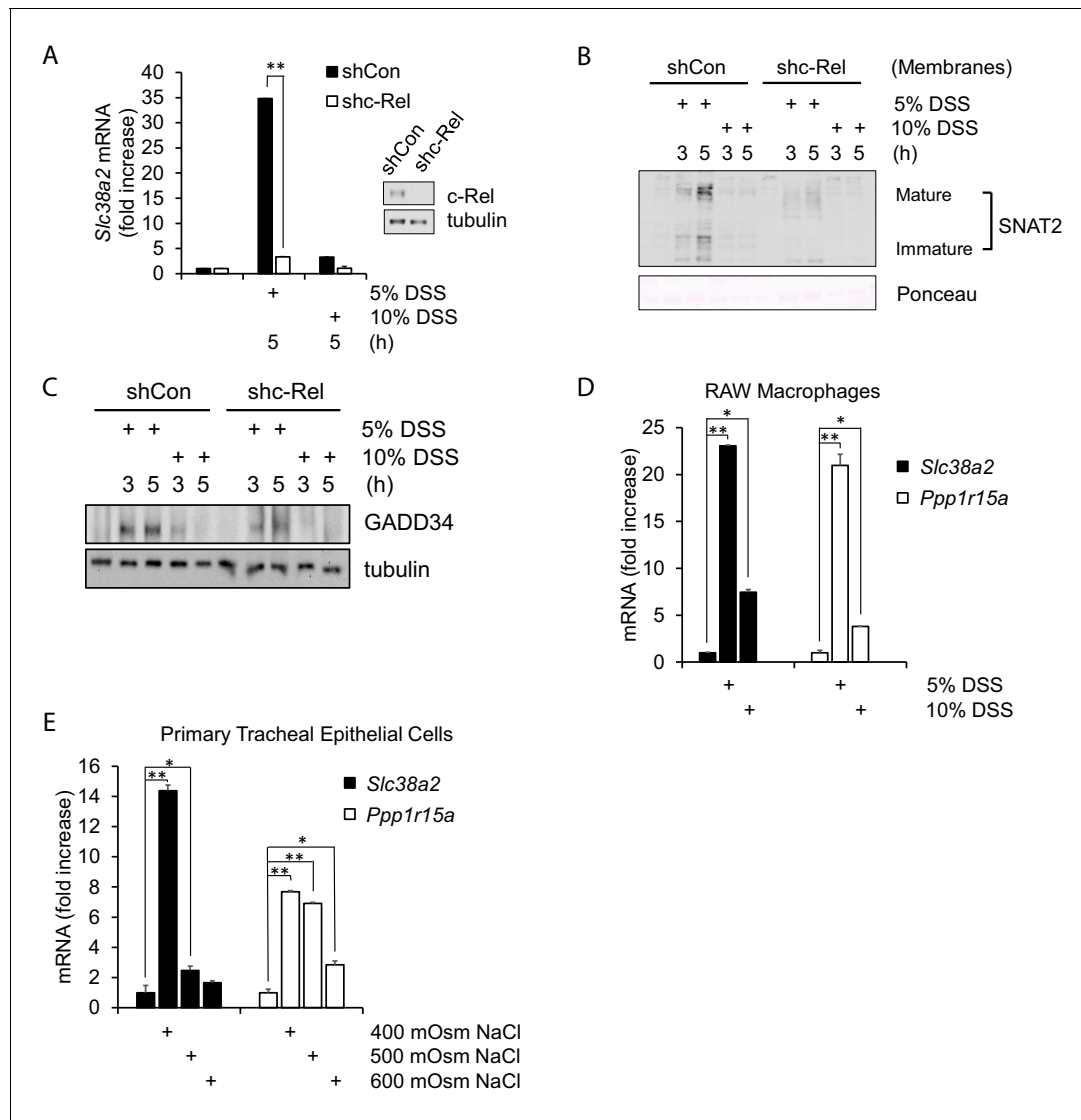 A
shCon
shc-Rel
**
40
35
30
25
20
15
10
5
0
Slc38a2 mRNA
(fold increase)
shCon
shc-Rel
c-Rel
tubulin
+
5% DSS
+
10% DSS
5
5
(h)
B
shCon
shc-Rel
(Membranes)
+ + + + 5% DSS
+ + + + 10% DSS
3 5 3 5 3 5 3 5 (h)
Mature
Immature
SNAT2
Ponceau
C
shCon
shc-Rel
+ + + + 5% DSS
+ + + + 10% DSS
3 5 3 5 3 5 3 5 (h)
GADD34
tubulin
D
RAW Macrophages
25
20
15
10
5
0
mRNA (fold increase)
*
**
*
**
Slc38a2
Ppp1r15a
+ + 5% DSS
+ + 10% DSS
E
Primary Tracheal Epithelial Cells
16
14
12
10
8
6
4
2
0
mRNA (fold increase)
*
**
*
**
**
Slc38a2
Ppp1r15a
+ + 400 mOsm NaCl
+ + 500 mOsm NaCl
+ + 600 mOsm NaCl